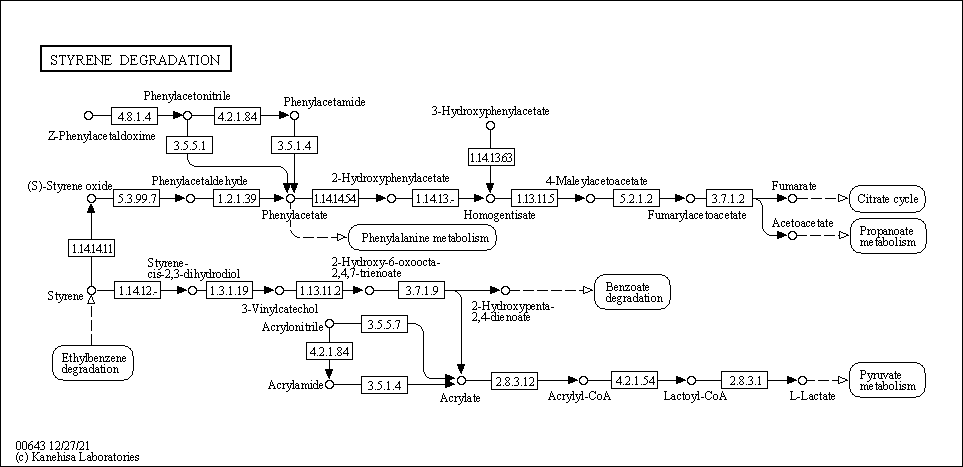 STYRENE DEGRADATION
Phenylacetonitrile
Phenylacetamide
4.8.1.4
4.2.1.84
3-Hydroxyphenylacetate
Z-Phenylacetaldoxime
3.5.5.1
3.5.1.4
1.14.13.63
(S)-Styrene oxide
Phenylacetaldehyde
2-Hydroxyphenylacetate
4-Maleylacetoacetate
Fumarate
5.3.99.7
1.2.1.39
1.14.14.54
1.14.13.-
1.13.11.5
5.2.1.2
3.7.1.2
Citrate cycle
Phenylacetate
Homogentisate
Fumarylacetoacetate
Acetoacetate
Phenylalanine metabolism
Propanoate
metabolism
1.14.14.11
Styrene-
cis-2,3-dihydrodiol
2-Hydroxy-6-oxoocta-
2,4,7-trienoate
Styrene
1.14.12.-
1.3.1.19
1.13.11.2
3.7.1.9
Benzoate
degradation
3-Vinylcatechol
2-Hydroxypenta-
2,4-dienoate
Acrylonitrile
3.5.5.7
4.2.1.84
Ethylbenzene
degradation
Acrylamide
3.5.1.4
Acrylate
2.8.3.12
Acrylyl-CoA
4.2.1.54
Lactoyl-CoA
2.8.3.1
L-Lactate
Pyruvate
metabolism
00643 12/27/21
(c) Kanehisa Laboratories